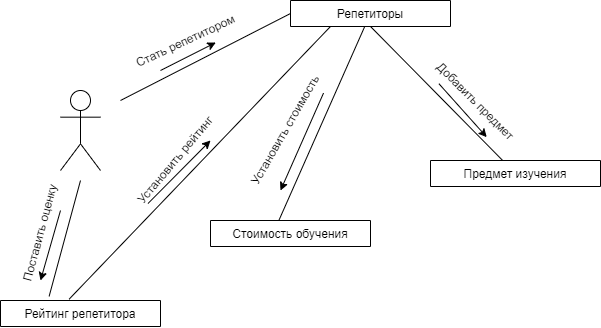 Репетиторы
Стать репетитором
Добавить предмет
Установить стоимость
Установить рейтинг
Предмет изучения
Поставить оценку
Стоимость обучения
Рейтинг репетитора